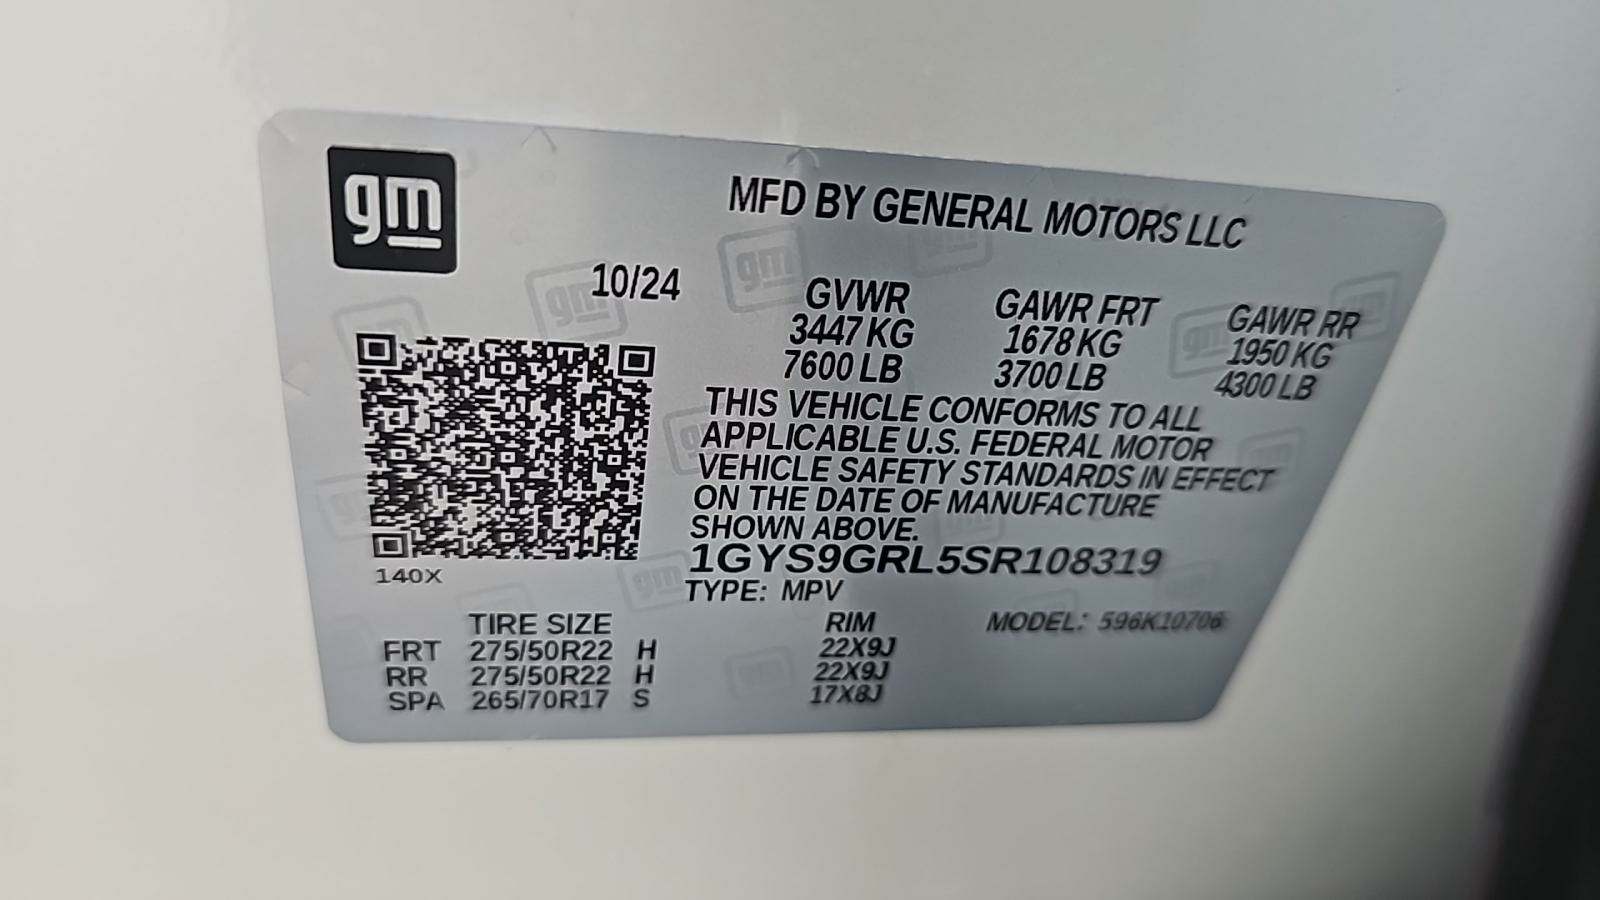 gm
MFD BY GENERAL MOTORS LLC
10/24
GVWR GAWR FRT GAWR RR
3447 KG 1678 KG 1950 KG
7600 LB 3700 LB 4300 LB
THIS VEHICLE CONFORMS TO ALL
APPLICABLE U.S. FEDERAL MOTOR
VEHICLE SAFETY STANDARDS IN EFFECT
ON THE DATE OF MANUFACTURE
SHOWN ABOVE.
1GYS9GRL5SR108319
140X
TYPE: MPV
TIRE SIZE RIM MODEL: 596K10706
FRT 275/50R22 H 22X9J
RR 275/50R22 H 22X9J
SPA 265/70R17 S 17X8J